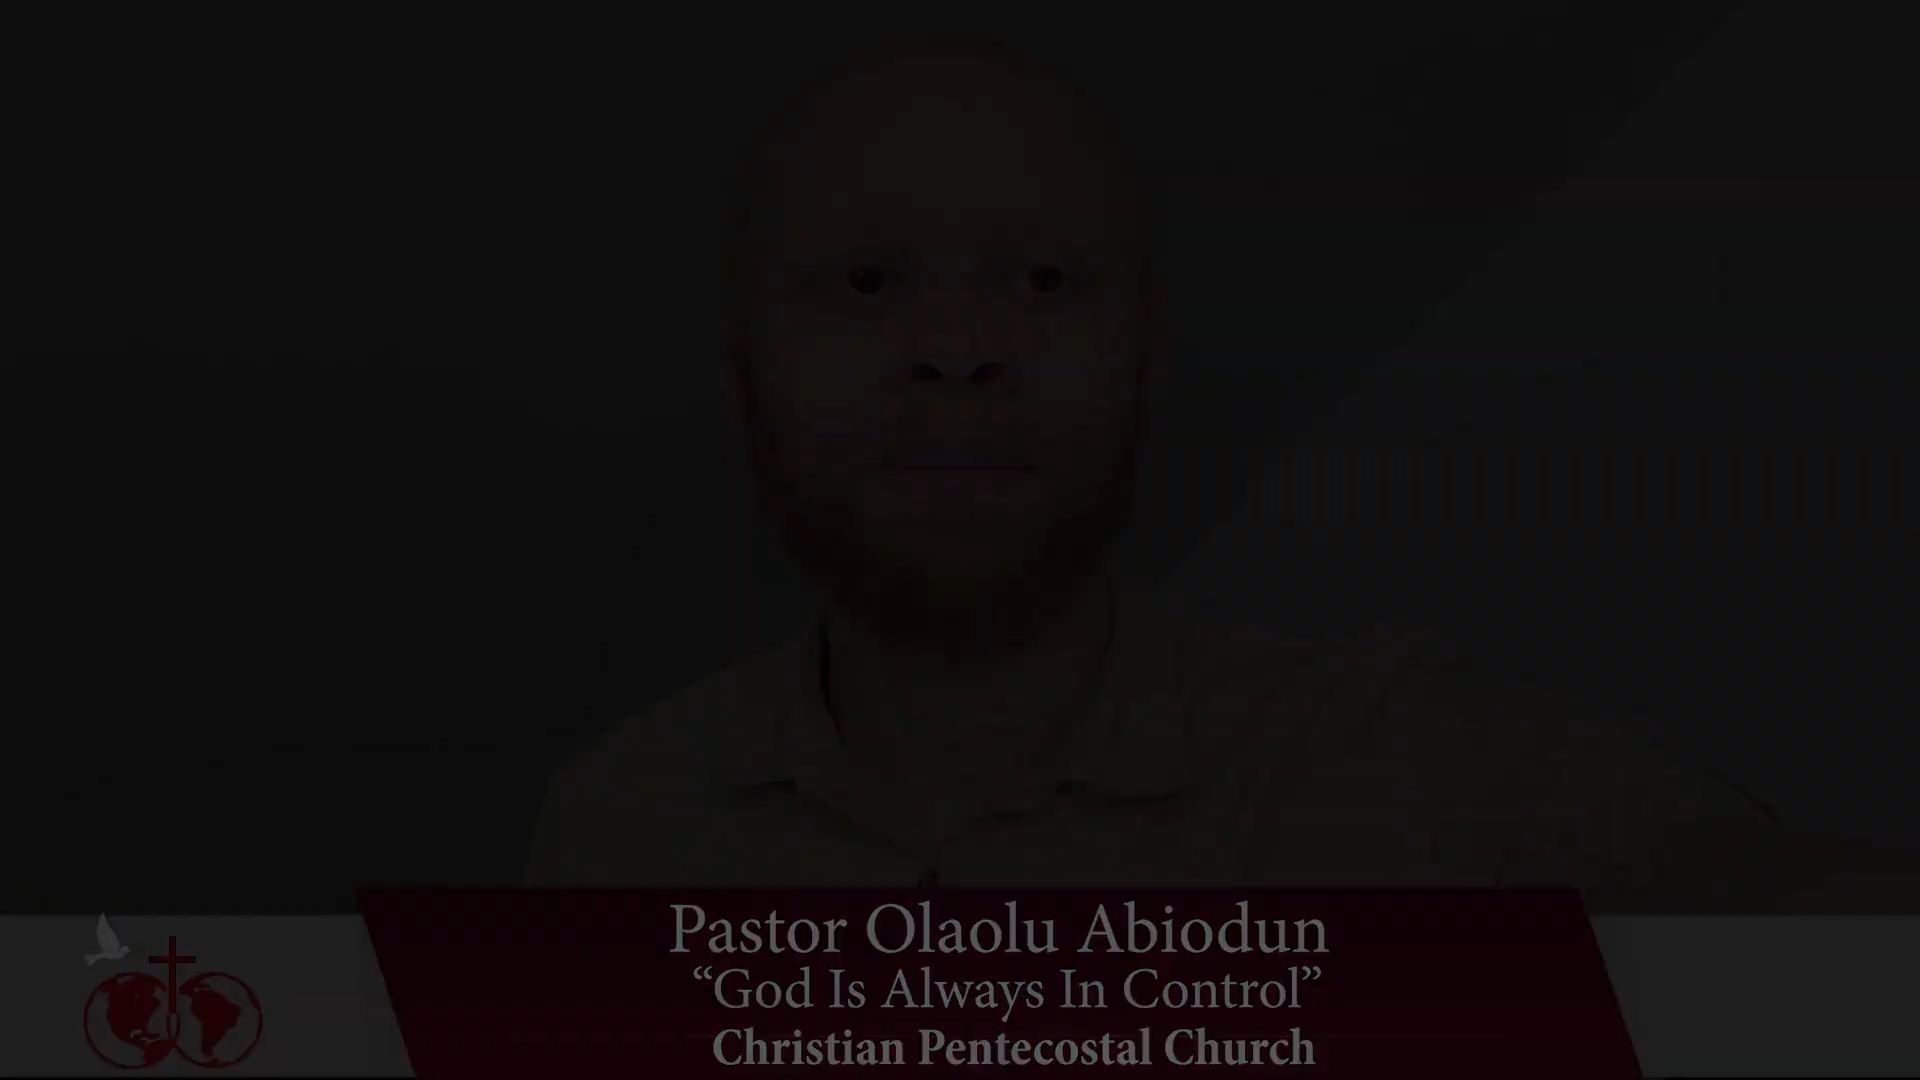 Pastor Olaolu Abiodun
“God Is Always In Control”
Christian Pentecostal Church